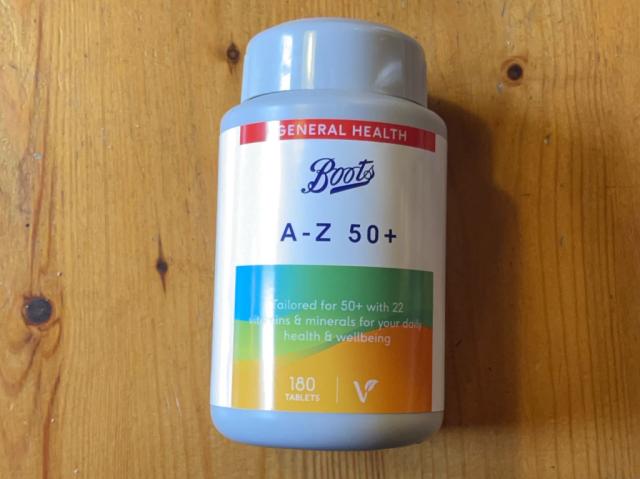 GENERAL HEALTH
Boots
A-Z 50+
Tailored for 50+ with 22
vitamins & minerals for your daily
health & wellbeing
180
TABLETS
V